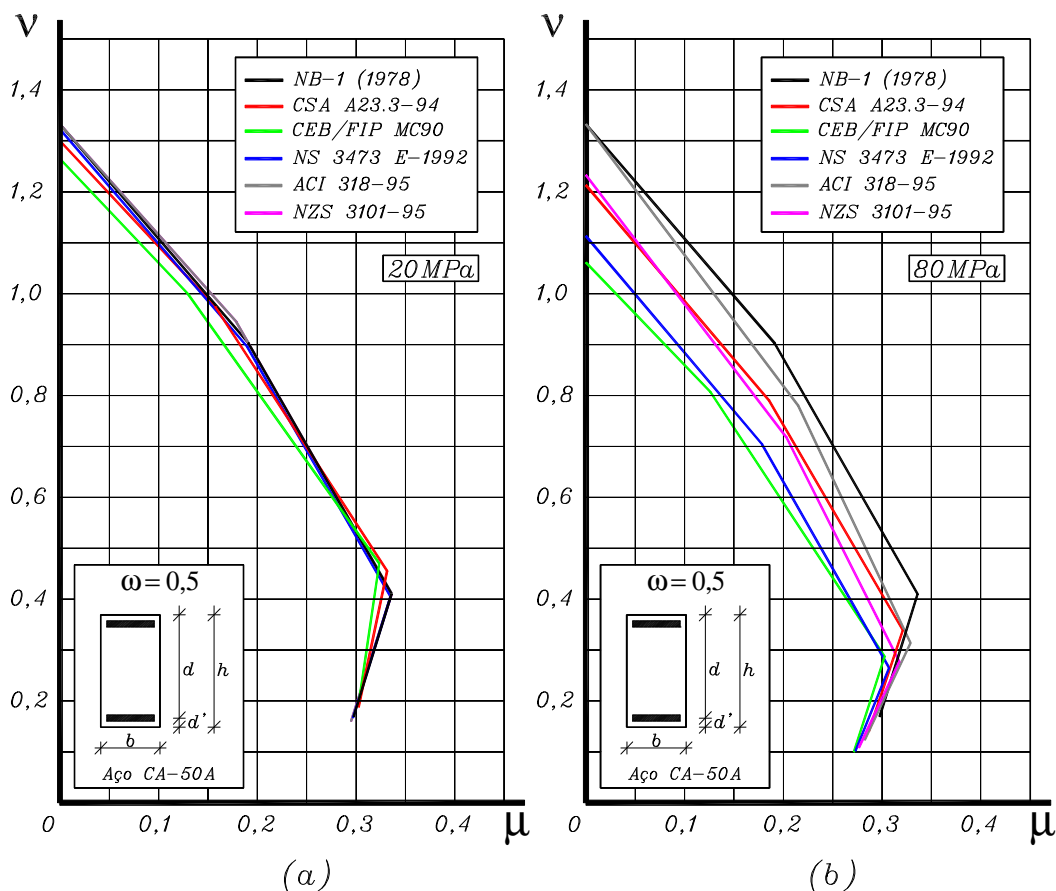 ν
1,4
1,2
1,0
0,8
0,6
0,4
0,2
0
0,1
0,2
0,3
0,4
μ
NB-1 (1978)
CSA A23.3-94
CEB/FIP MC90
NS 3473 E-1992
ACI 318-95
NZS 3101-95
20 MPa
ω = 0,5
d
h
d'
b
Aço CA-50A
(a)
ν
1,4
1,2
1,0
0,8
0,6
0,4
0,2
0
0,1
0,2
0,3
0,4
μ
NB-1 (1978)
CSA A23.3-94
CEB/FIP MC90
NS 3473 E-1992
ACI 318-95
NZS 3101-95
80 MPa
ω = 0,5
d
h
d'
b
Aço CA-50A
(b)